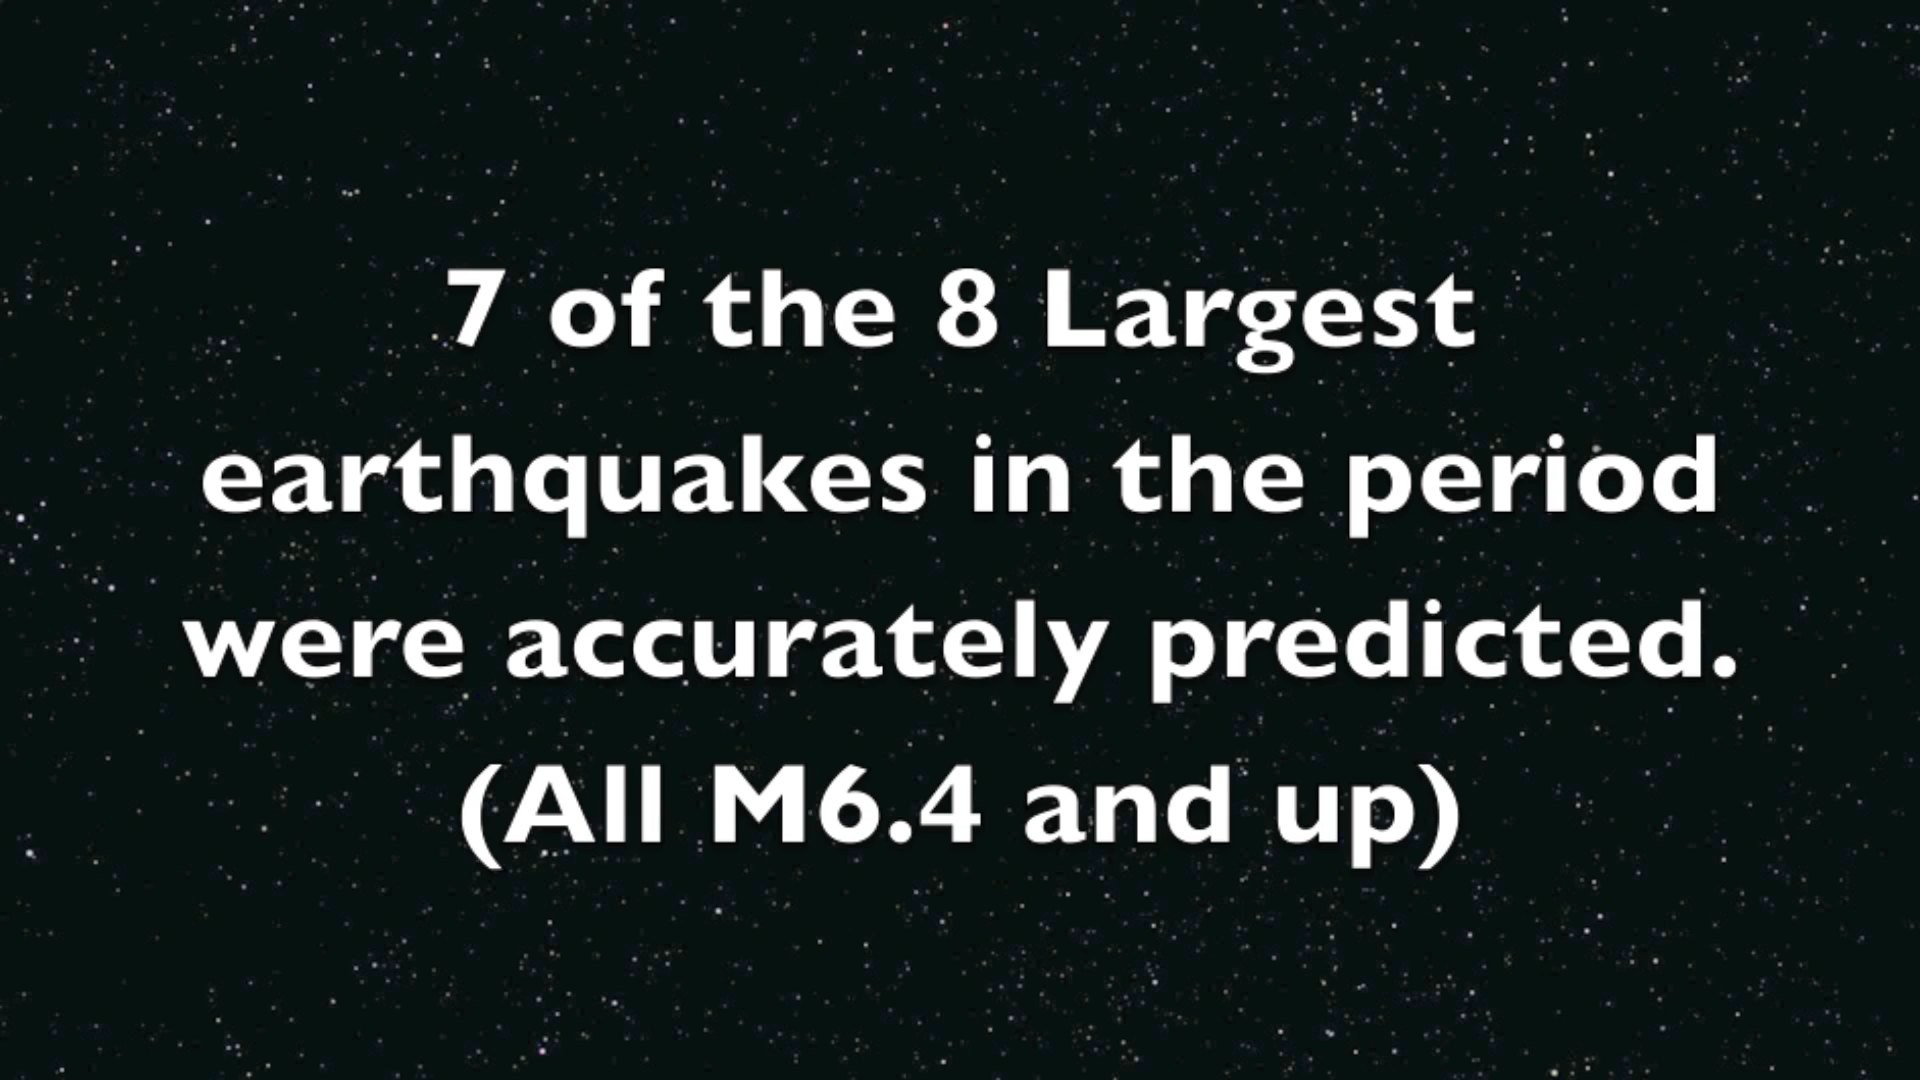 7 of the 8 Largest
earthquakes in the period
were accurately predicted.
(All M6.4 and up)